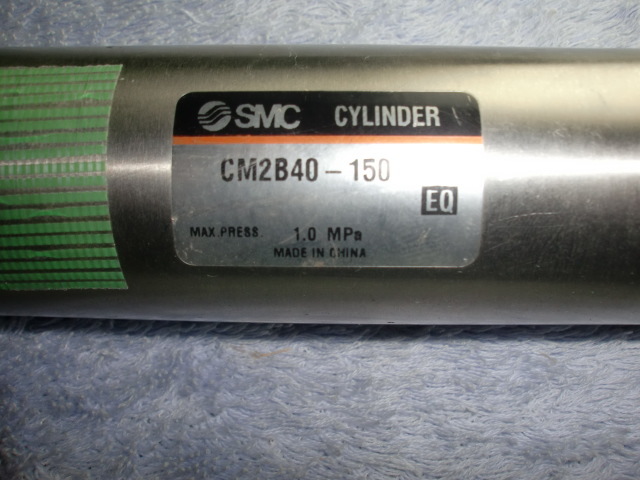 SMC CYLINDER
CM2B40-150
EQ
MAX.PRESS. 1.0 MPa
MADE IN CHINA